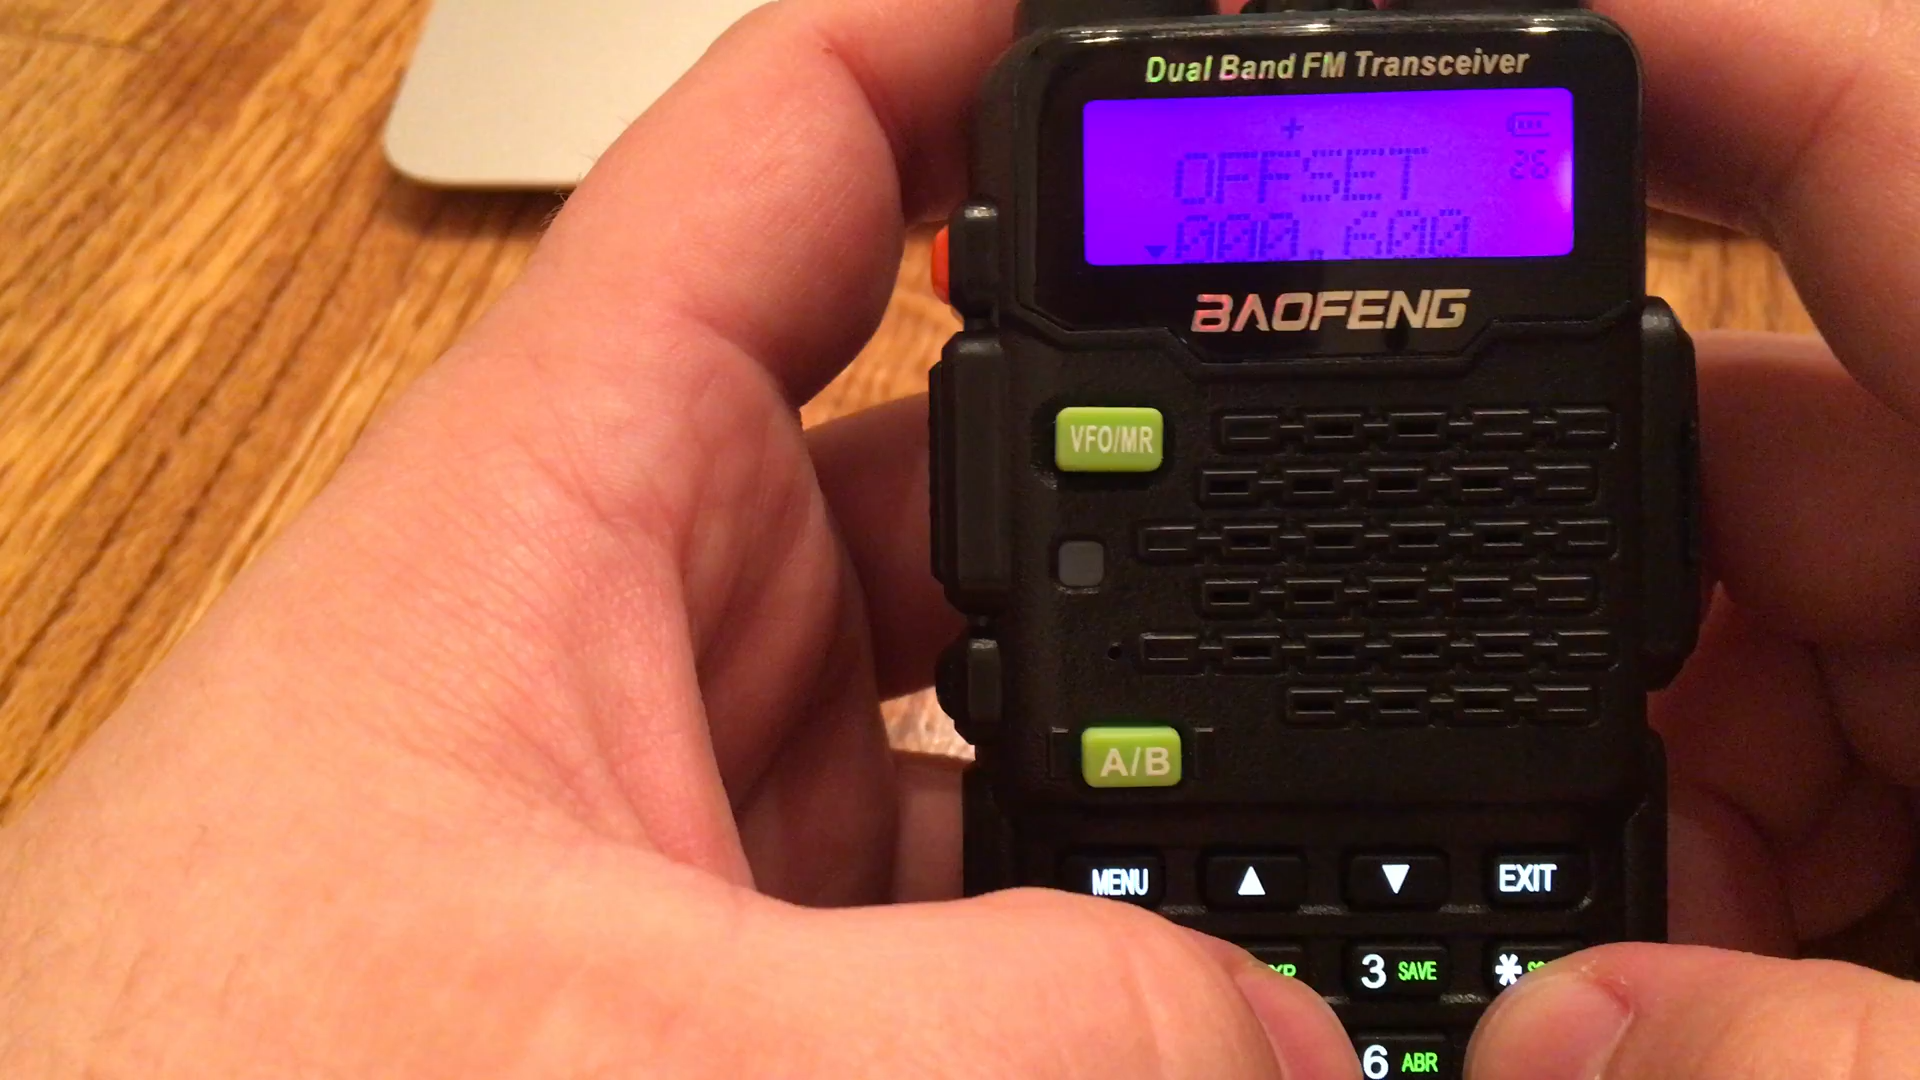 Dual Band FM Transceiver
+
OFFSET
26
000.600
BAOFENG
VFO/MR
A/B
MENU ▲ ▼ EXIT
3 SAVE *
6 ABR